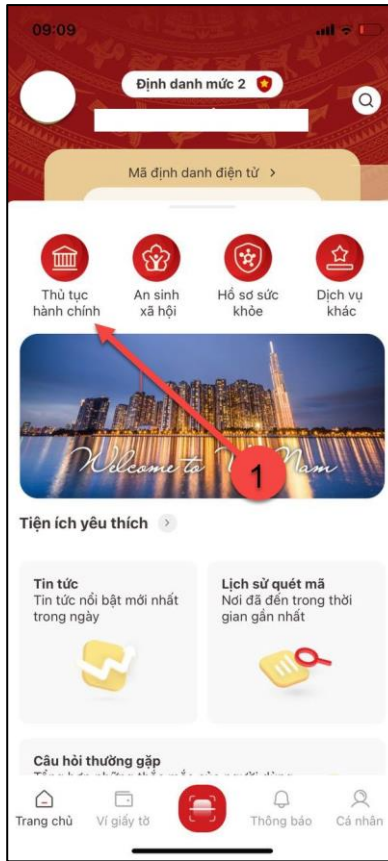 09:09
Định danh mức 2
Mã định danh điện tử >
Thủ tục
hành chính
An sinh
xã hội
Hồ sơ sức
khỏe
Dịch vụ
khác
Welcome to
Nam
1
Tiện ích yêu thích >
Tin tức
Tin tức nổi bật mới nhất
trong ngày
Lịch sử quét mã
Nơi đã đến trong thời
gian gần nhất
Câu hỏi thường gặp
Trang chủ
Ví giấy tờ
Thông báo
Cá nhân